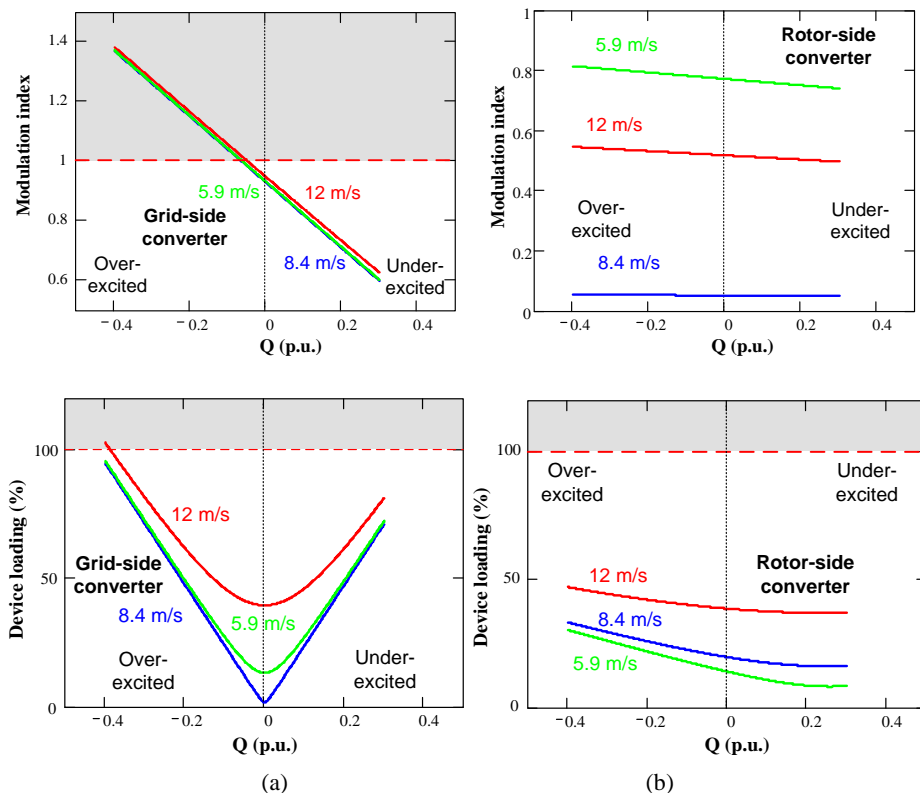 1.4
1.2
1
0.8
0.6
Modulation index
5.9 m/s
12 m/s
Grid-side
converter
8.4 m/s
Over-
excited
Under-
excited
−0.4
−0.2
0
0.2
0.4
Q (p.u.)
1
0.8
0.6
0.4
0.2
0
Modulation index
Rotor-side
converter
5.9 m/s
12 m/s
Over-
excited
Under-
excited
8.4 m/s
−0.4
−0.2
0
0.2
0.4
Q (p.u.)
100
50
0
Device loading (%)
12 m/s
Grid-side
converter
8.4 m/s
5.9 m/s
Over-
excited
Under-
excited
−0.4
−0.2
0
0.2
0.4
Q (p.u.)
(a)
100
50
0
Device loading (%)
Over-
excited
Under-
excited
12 m/s
Rotor-side
converter
8.4 m/s
5.9 m/s
−0.4
−0.2
0
0.2
0.4
Q (p.u.)
(b)